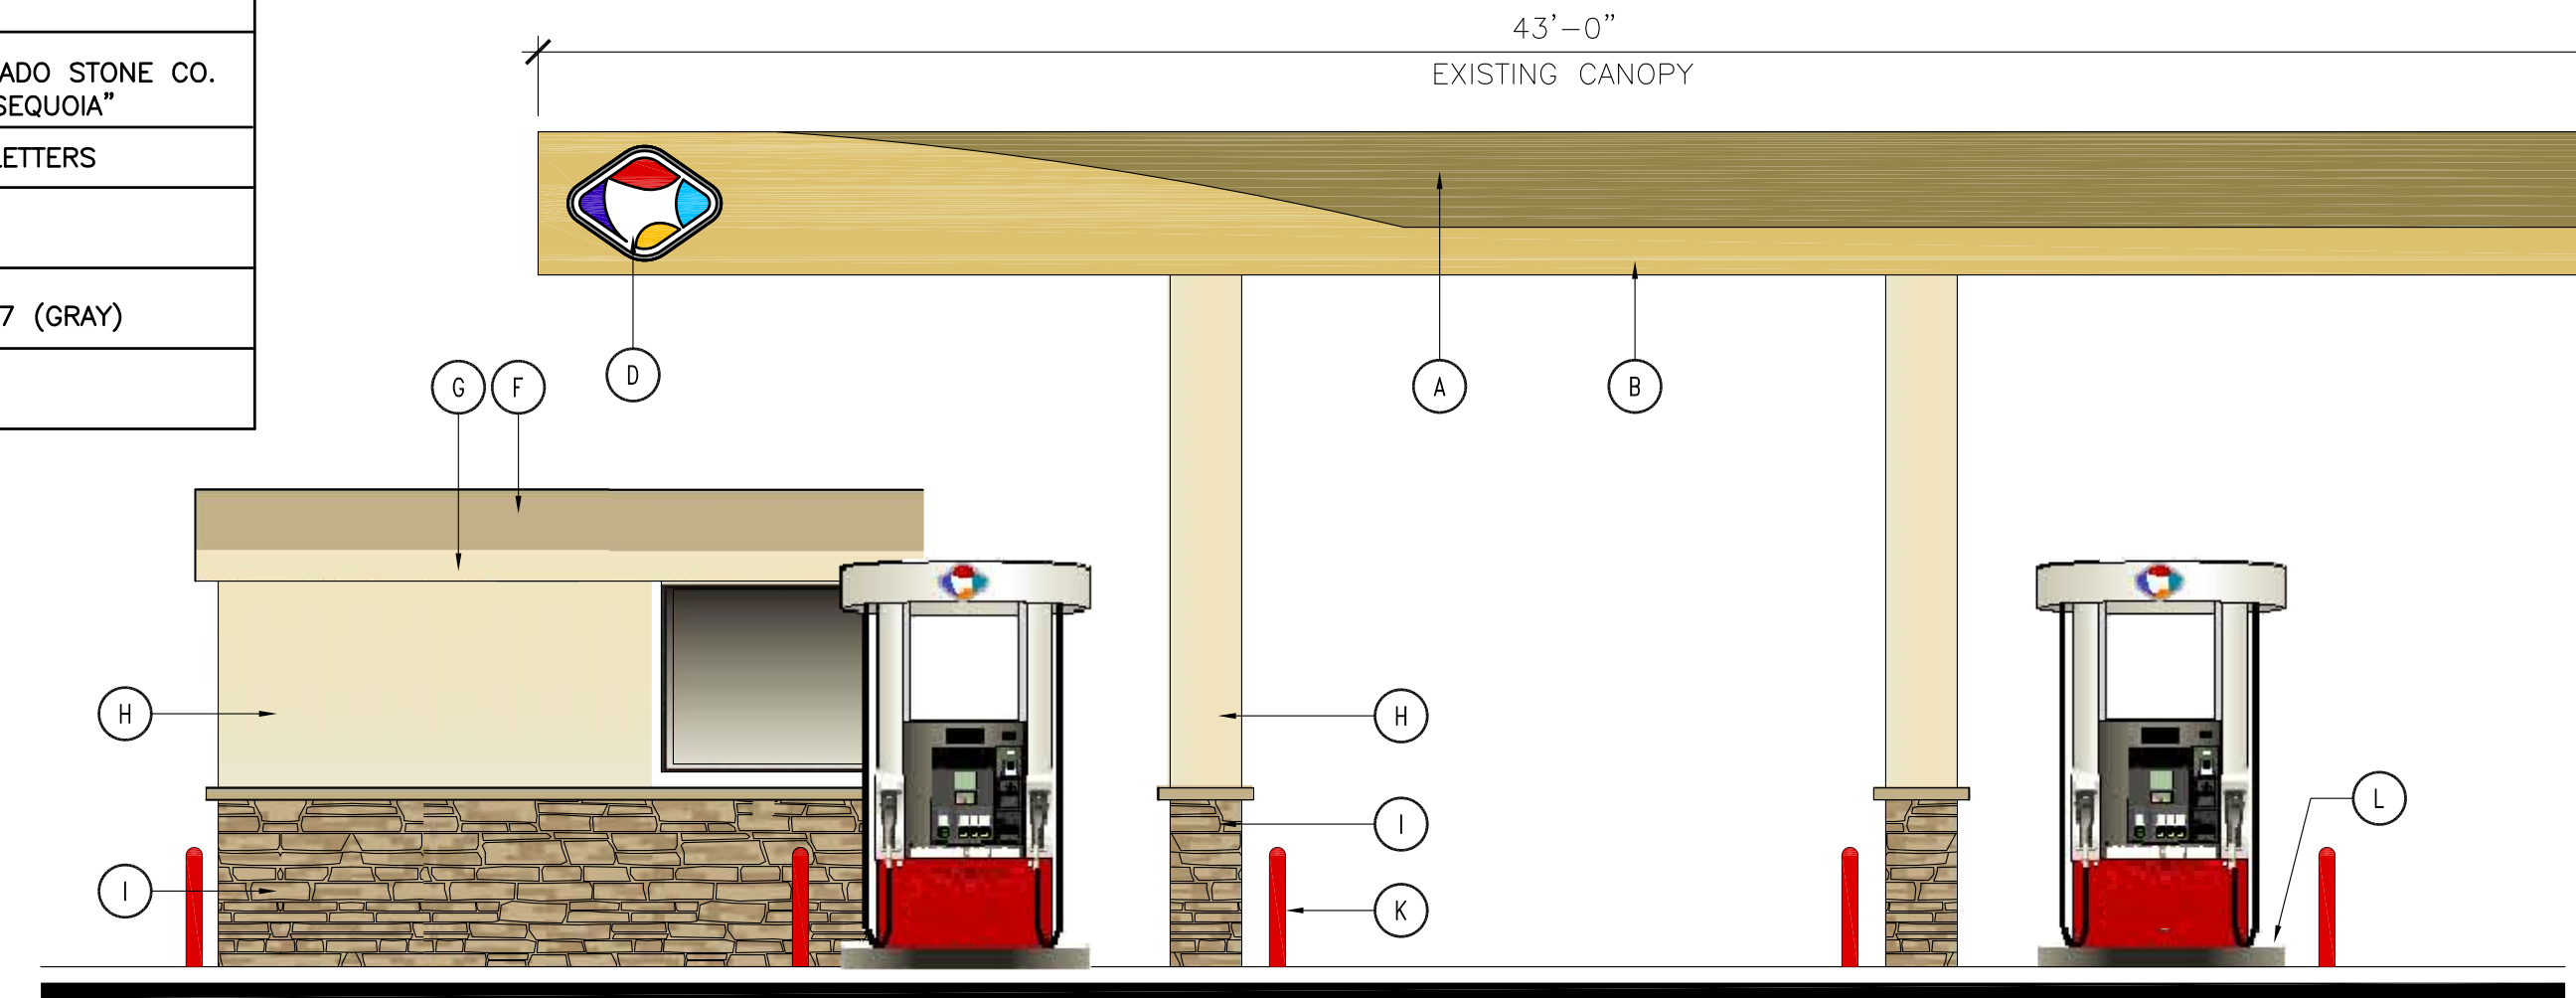 43'-0"
EXISTING CANOPY
ADO STONE CO.
SEQUOIA"
LETTERS
7 (GRAY)
G
F
D
A
B
H
H
I
L
I
K